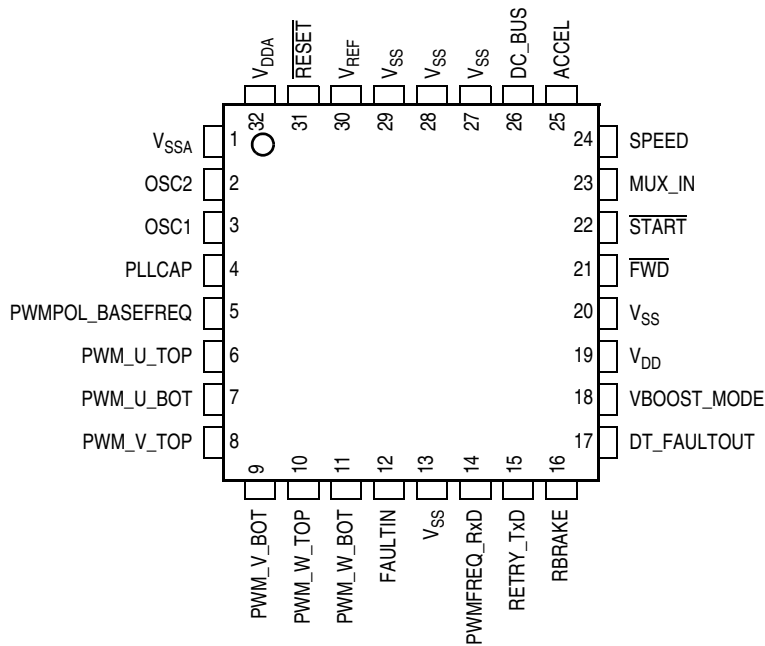 VDDA
RESET
VREF
VSS
VSS
VSS
DC_BUS
ACCEL
32
31
30
29
28
27
26
25
VSSA 1
OSC2 2
OSC1 3
PLLCAP 4
PWMPOL_BASEFREQ 5
PWM_U_TOP 6
PWM_U_BOT 7
PWM_V_TOP 8
24 SPEED
23 MUX_IN
22 START
21 FWD
20 VSS
19 VDD
18 VBOOST_MODE
17 DT_FAULTOUT
9
10
11
12
13
14
15
16
PWM_V_BOT
PWM_W_TOP
PWM_W_BOT
FAULTIN
VSS
PWMFREQ_RxD
RETRY_TxD
RBRAKE